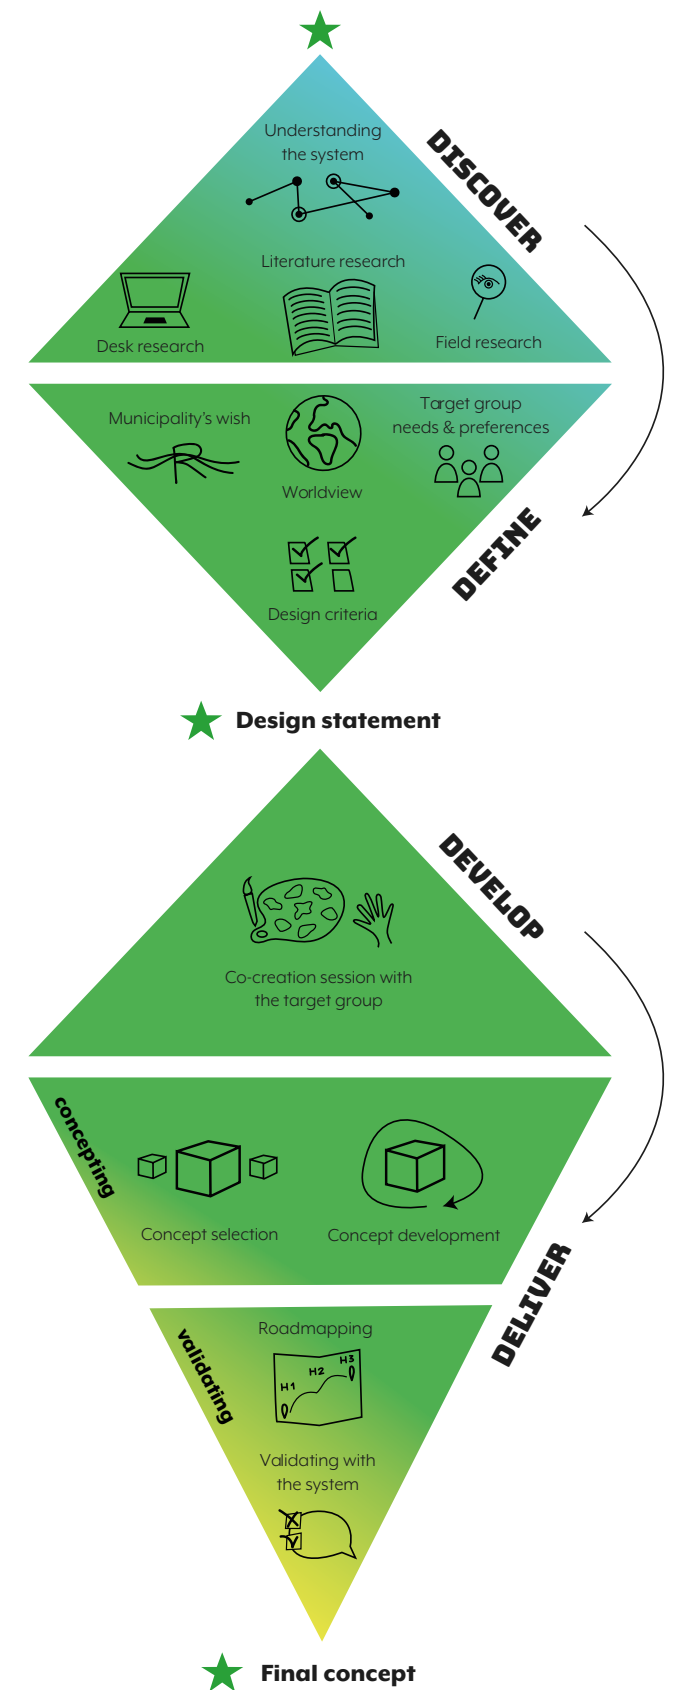 Understanding
the system
DISCOVER
Literature research
Desk research
Field research
Municipality's wish
Target group
needs & preferences
Worldview
DEFINE
Design criteria
Design statement
DEVELOP
Co-creation session with
the target group
concepting
Concept selection
Concept development
DELIVER
validating
Roadmapping
H1
H2
H3
Validating with
the system
Final concept